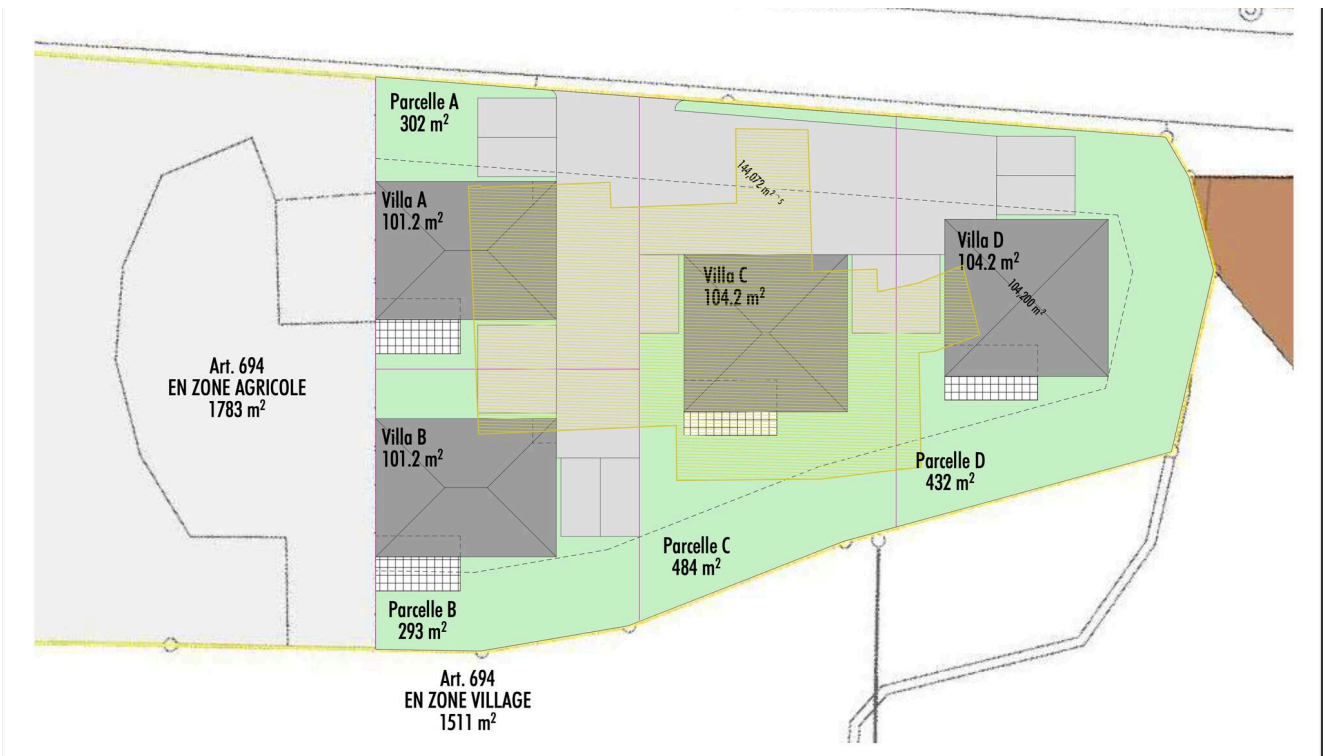 Parcelle A
302 m²
Villa A
101.2 m²
144,072 m²~s
Villa C
104.2 m²
Villa D
104.2 m²
104,200 m²
Art. 694
EN ZONE AGRICOLE
1783 m²
Villa B
101.2 m²
Parcelle D
432 m²
Parcelle C
484 m²
Parcelle B
293 m²
Art. 694
EN ZONE VILLAGE
1511 m²